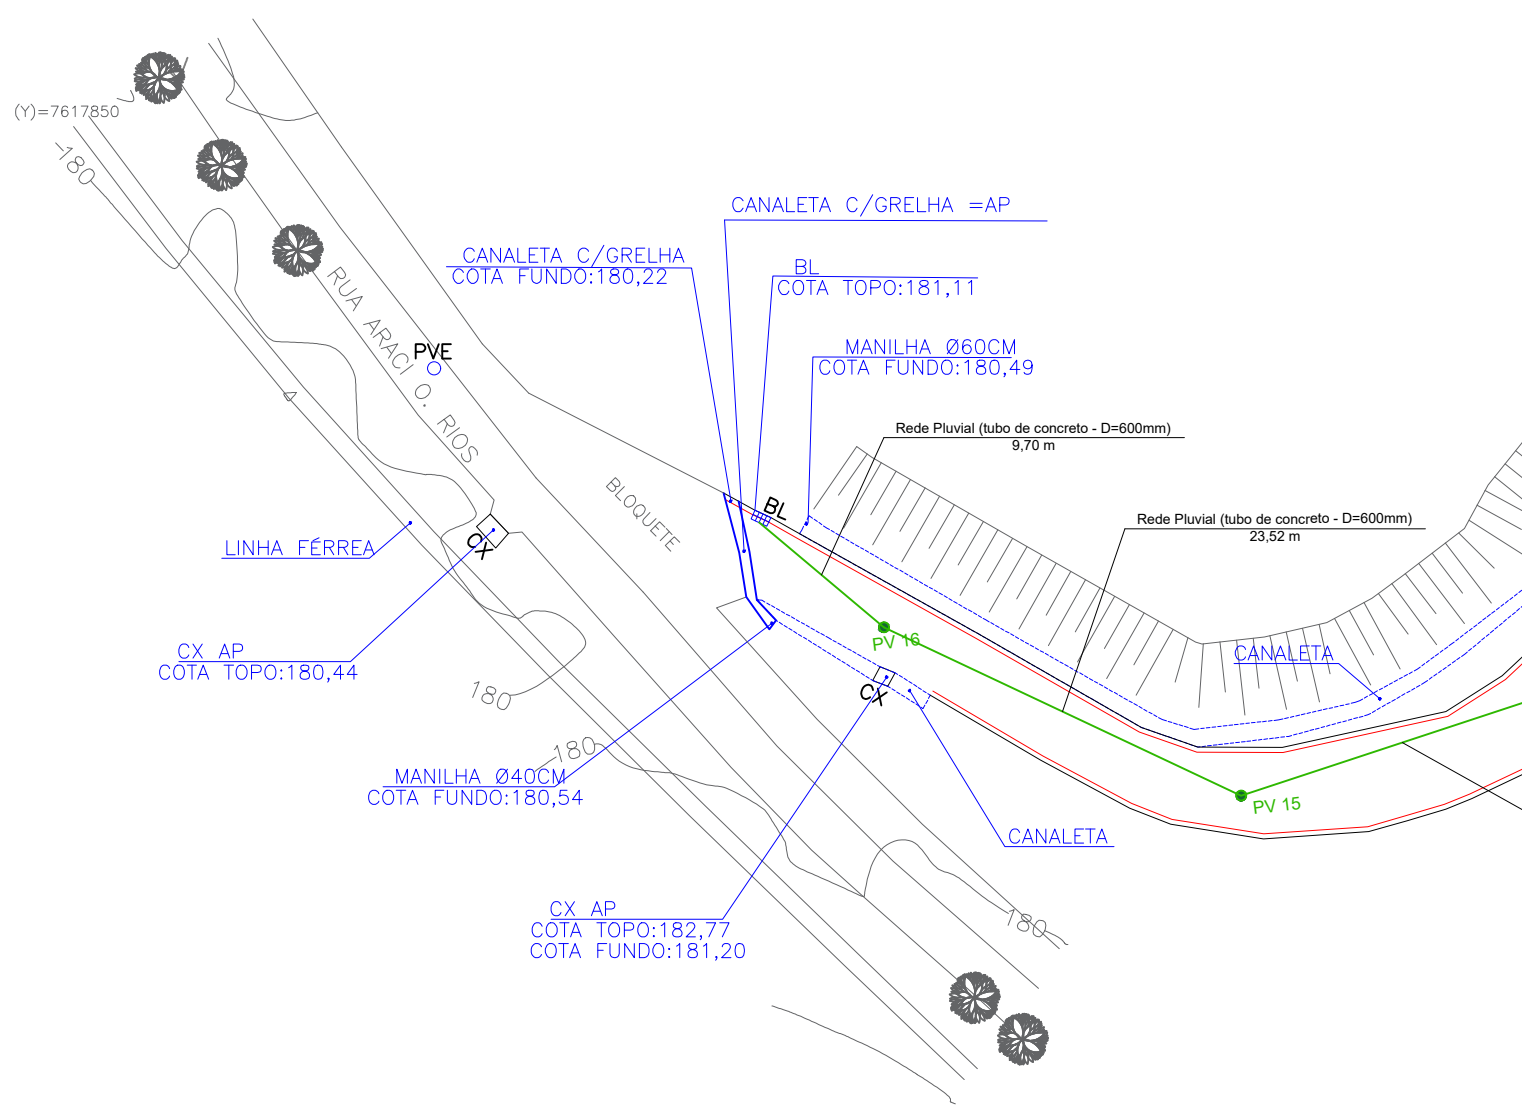 (Y)=7617850
180
CANALETA C/GRELHA =AP
CANALETA C/GRELHA
COTA FUNDO:180,22
BL
COTA TOPO:181,11
RUA ARACI O. RIOS
PVE
MANILHA Ø60CM
COTA FUNDO:180,49
Rede Pluvial (tubo de concreto - D=600mm)
9,70 m
BLOQUETE
BL
Rede Pluvial (tubo de concreto - D=600mm)
23,52 m
LINHA FÉRREA
CX
CX AP
COTA TOPO:180,44
PV 16
CANALETA
180
CX
180
MANILHA Ø40CM
COTA FUNDO:180,54
PV 15
CANALETA
CX AP
COTA TOPO:182,77
COTA FUNDO:181,20
180